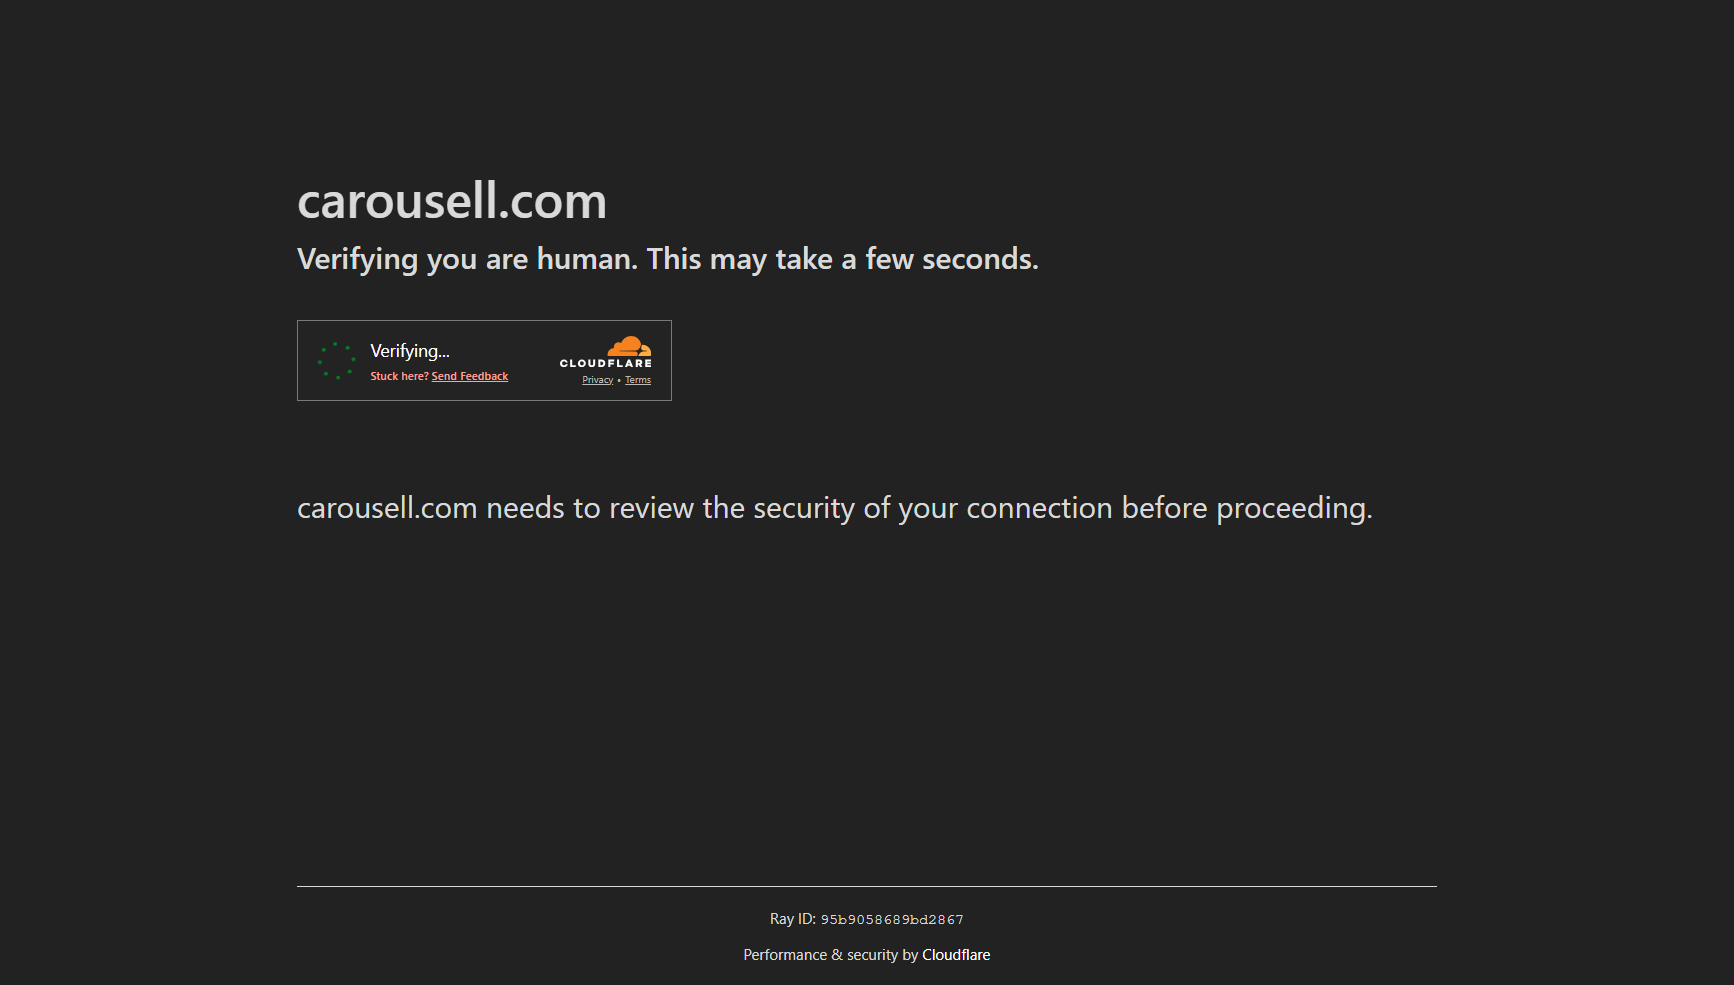 carousell.com
Verifying you are human. This may take a few seconds.
Verifying...
Stuck here? Send Feedback
CLOUDFLARE
Privacy • Terms
carousell.com needs to review the security of your connection before proceeding.
Ray ID: 95b9058689bd2867
Performance & security by Cloudflare